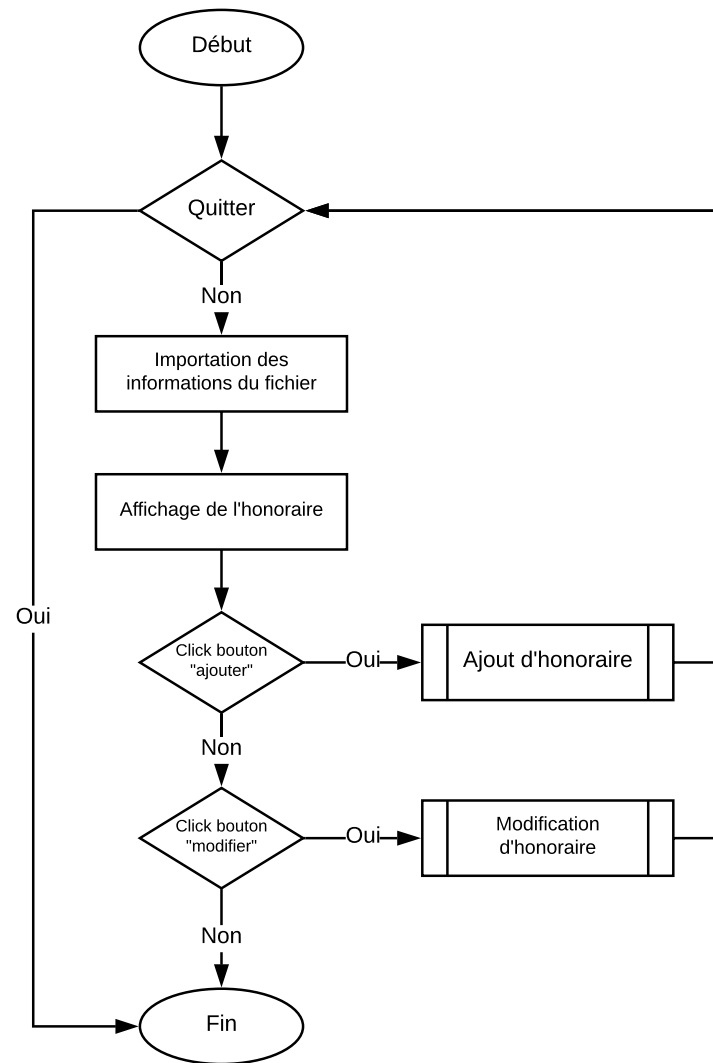 Début
Quitter
Non
Importation des
informations du fichier
Affichage de l'honoraire
Oui
Click bouton
"ajouter"
Oui
Ajout d'honoraire
Non
Click bouton
"modifier"
Oui
Modification
d'honoraire
Non
Fin